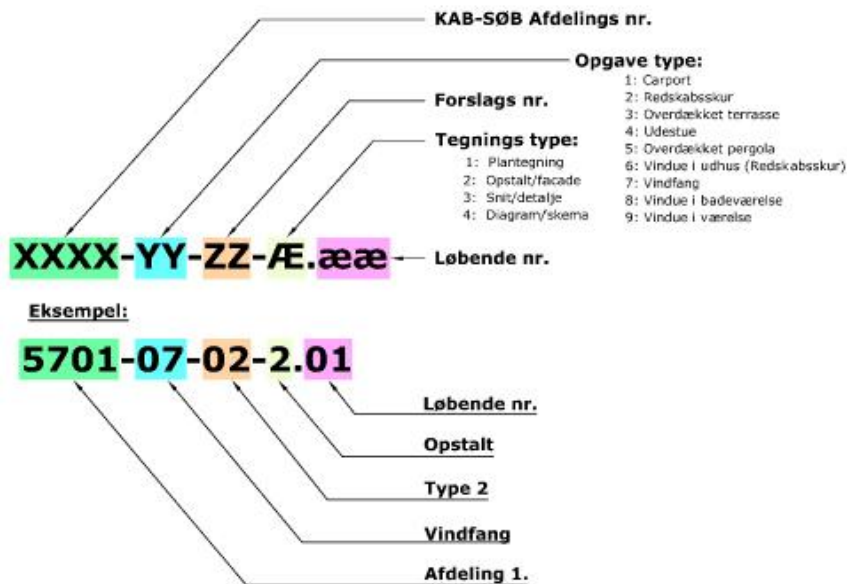 KAB-SØB Afdelings nr.
Opgave type:
1: Carport
2: Redskabsskur
3: Overdækket terrasse
4: Udestue
5: Overdækket pergola
6: Vindue i udhus (Redskabsskur)
7: Vindfang
8: Vindue i badeværelse
9: Vindue i værelse
Forslags nr.
Tegnings type:
1: Plantegning
2: Opstalt/facade
3: Snit/detalje
4: Diagram/skema
XXXX-YY-ZZ-Æ.ææ
Løbende nr.
Eksempel:
5701-07-02-2.01
Løbende nr.
Opstalt
Type 2
Vindfang
Afdeling 1.